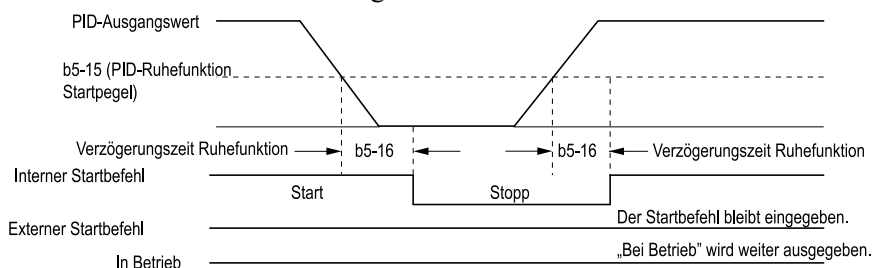 PID-Ausgangswert
b5-15 (PID-Ruhefunktion
Startpegel)
Verzögerungszeit Ruhefunktion
b5-16
b5-16
Verzögerungszeit Ruhefunktion
Interner Startbefehl
Start
Stopp
Der Startbefehl bleibt eingegeben.
Externer Startbefehl
„Bei Betrieb” wird weiter ausgegeben.
In Betrieb